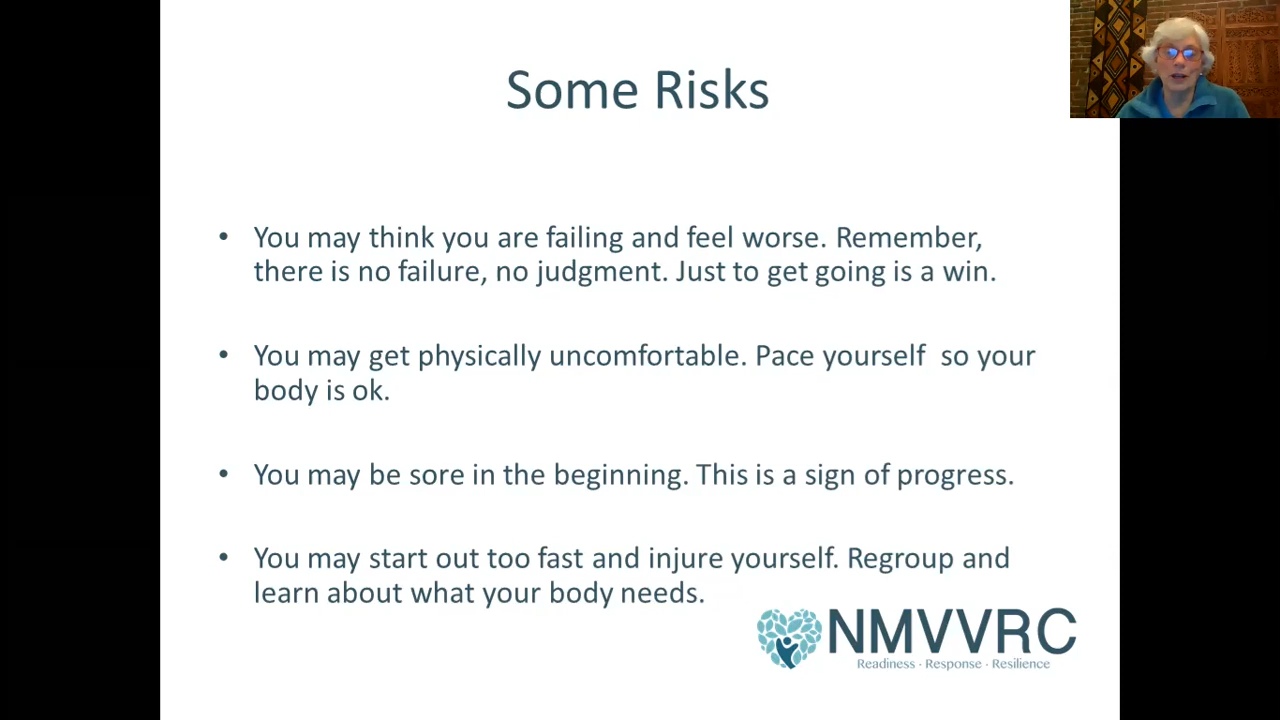 Some Risks
• You may think you are failing and feel worse. Remember,
there is no failure, no judgment. Just to get going is a win.
• You may get physically uncomfortable. Pace yourself  so your
body is ok.
• You may be sore in the beginning. This is a sign of progress.
• You may start out too fast and injure yourself. Regroup and
learn about what your body needs.
NMVVRC
Readiness · Response · Resilience